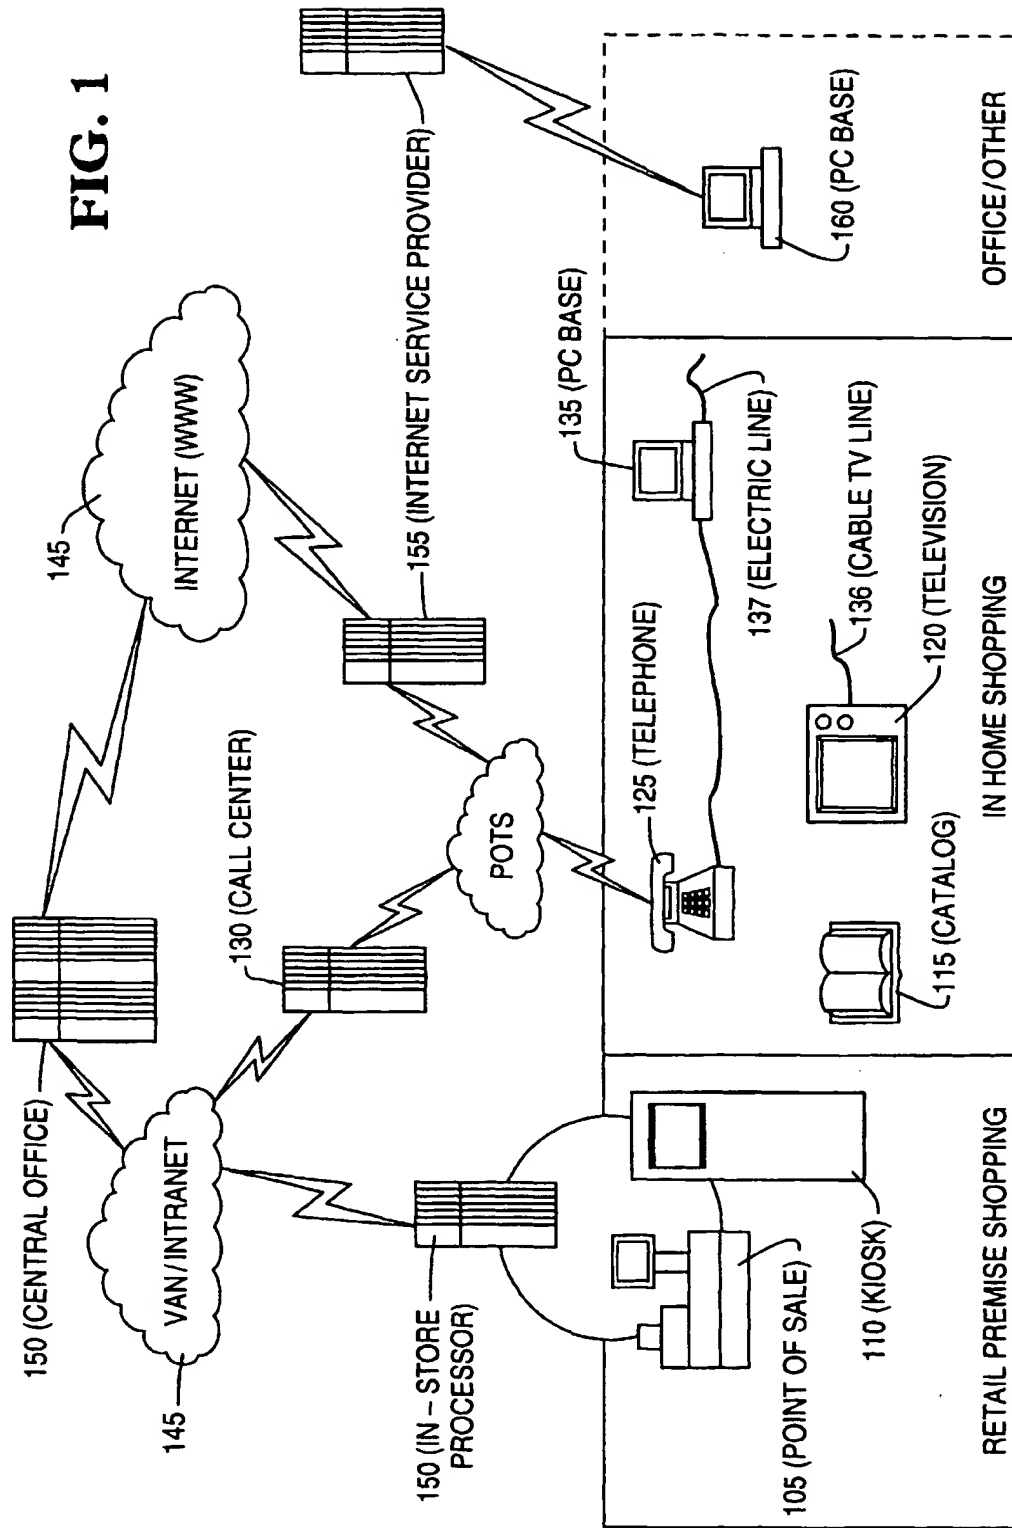 FIG. 1
150 (CENTRAL OFFICE)
145
VAN/INTRANET
145
INTERNET (WWW)
130 (CALL CENTER)
150 (IN - STORE
PROCESSOR)
POTS
155 (INTERNET SERVICE PROVIDER)
125 (TELEPHONE)
135 (PC BASE)
137 (ELECTRIC LINE)
136 (CABLE TV LINE)
120 (TELEVISION)
115 (CATALOG)
105 (POINT OF SALE)
110 (KIOSK)
160 (PC BASE)
RETAIL PREMISE SHOPPING
IN HOME SHOPPING
OFFICE/OTHER